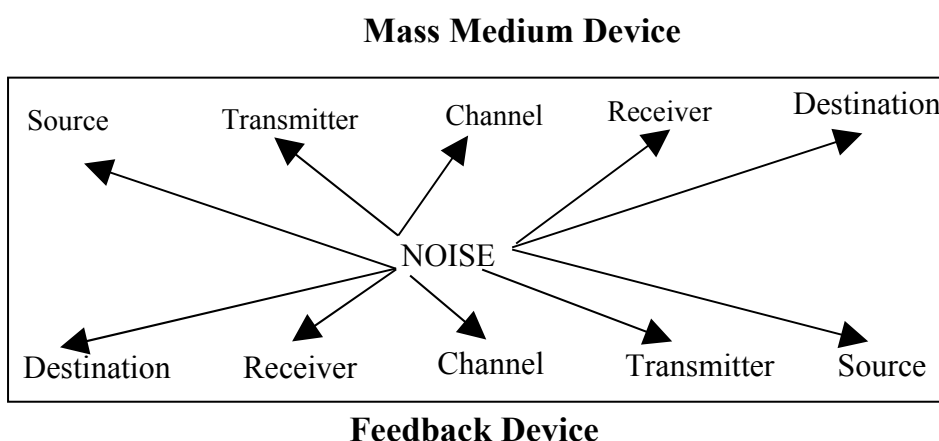 Mass Medium Device
Source Transmitter Channel Receiver Destination
NOISE
Destination Receiver Channel Transmitter Source
Feedback Device